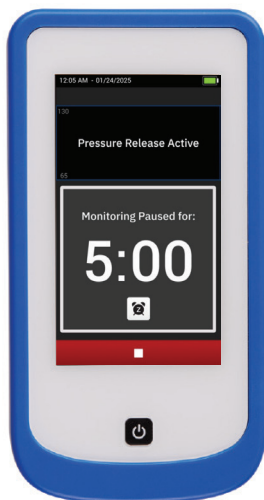 12:05 AM - 01/24/2025
130
Pressure Release Active
65
Monitoring Paused for:
5:00